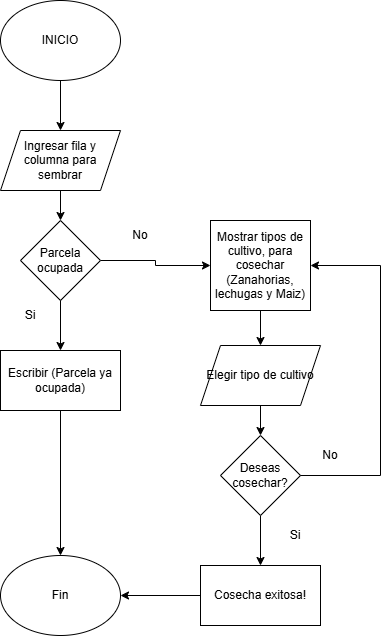 INICIO
Ingresar fila y
columna para
sembrar
Parcela
ocupada
No
Mostrar tipos de
cultivo, para
cosechar
(Zanahorias,
lechugas y Maiz)
Si
Escribir (Parcela ya
ocupada)
Elegir tipo de cultivo
Deseas
cosechar?
No
Si
Fin
Cosecha exitosa!